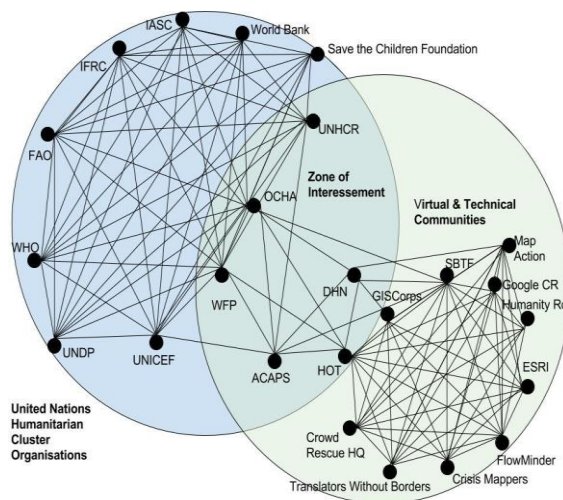 IASC
World Bank
IFRC
Save the Children Foundation
UNHCR
FAO
Zone of
Interessement
OCHA
Virtual & Technical
Communities
WHO
Map
Action
SBTF
Google CR
WFP
DHN
GISCorps
Humanity Ro
UNDP
UNICEF
ACAPS
HOT
ESRI
United Nations
Humanitarian
Cluster
Organisations
Crowd
Rescue HQ
FlowMinder
Crisis Mappers
Translators Without Borders